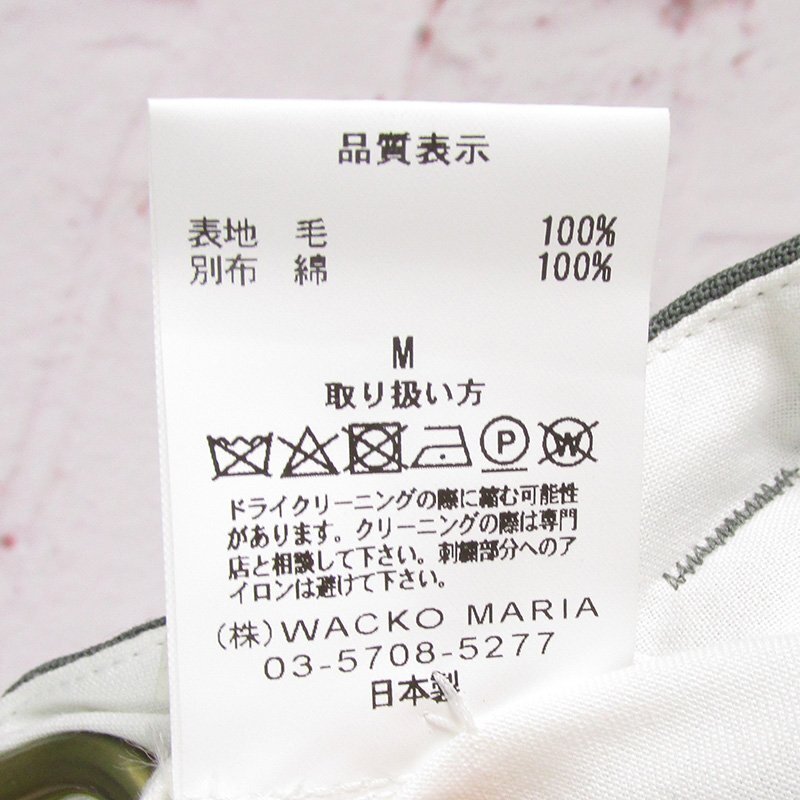 品質表示
表地 毛 100%
別布 綿 100%
M
取り扱い方
P W
ドライクリーニングの際に縮む可能性
があります。クリーニングの際は専門
店と相談して下さい。刺繍部分へのア
イロンは避けて下さい。
(株)WACKO MARIA
03-5708-5277
日本製